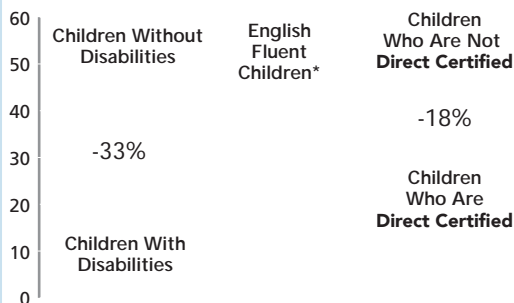 60
50
40
30
20
10
0
Children Without
Disabilities
-33%
Children With
Disabilities
English
Fluent
Children*
Children
Who Are Not
Direct Certified
-18%
Children
Who Are
Direct Certified